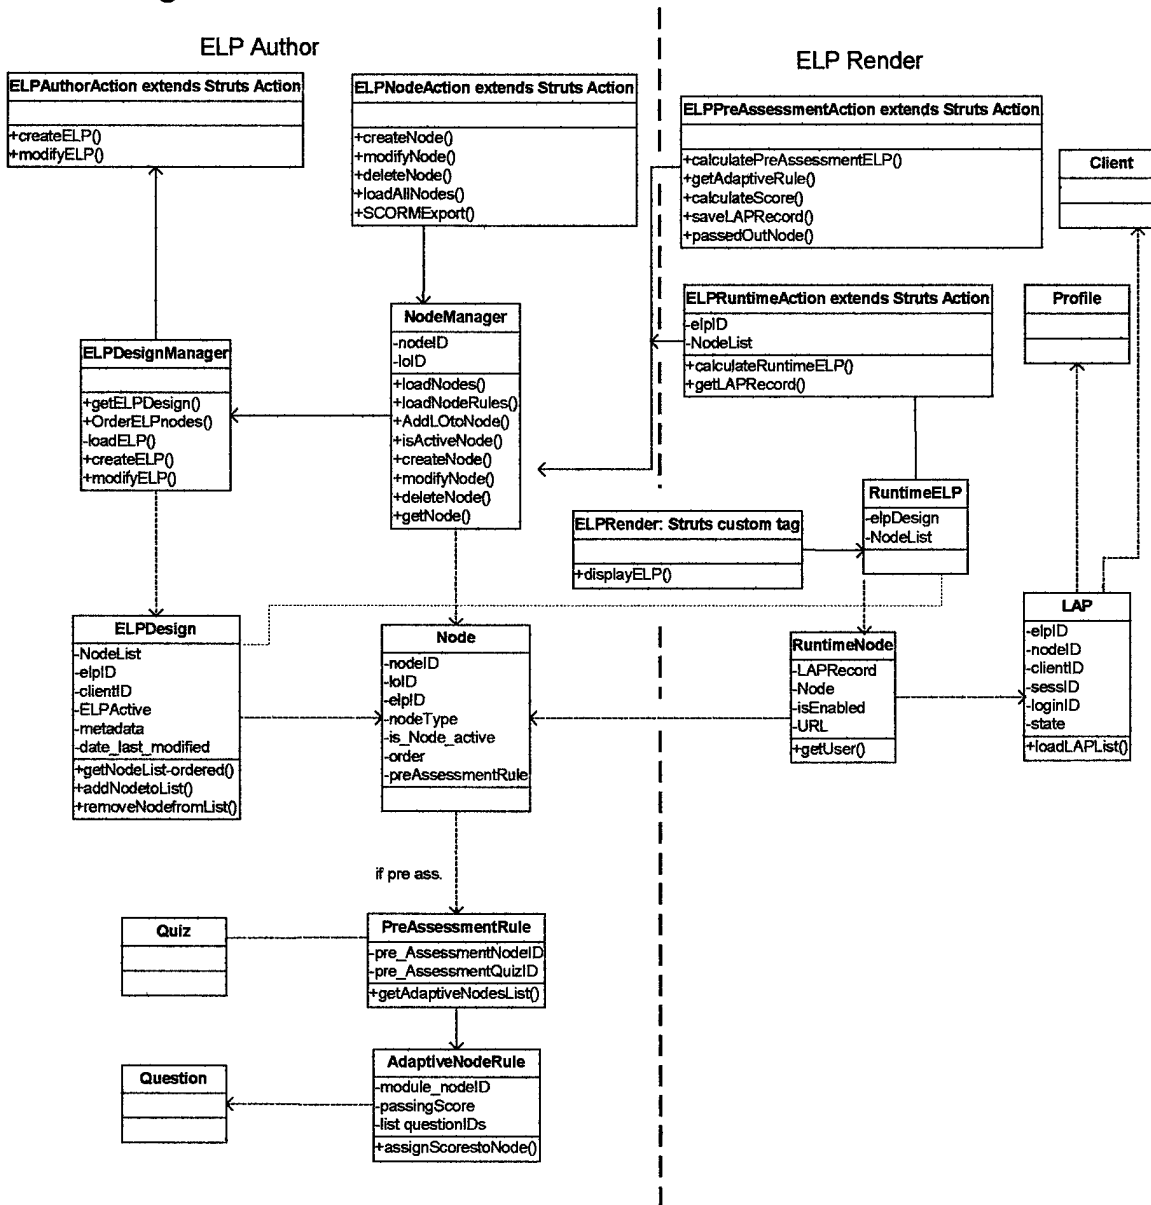 ELP Author
ELP Render
ELPAuthorAction extends Struts Action
+createELP()
+modifyELP()
ELPNodeAction extends Struts Action
+createNode()
+modifyNode()
+deleteNode()
+loadAllNodes()
+SCORMExport()
ELPPreAssessmentAction extends Struts Action
+calculatePreAssessmentELP()
+getAdaptiveRule()
+calculateScore()
+saveLAPRecord()
+passedOutNode()
Client
ELPDesignManager
+getELPDesign()
+OrderELPnodes()
-loadELP()
+createELP()
+modifyELP()
NodeManager
-nodeID
-loID
+loadNodes()
+loadNodeRules()
+AddLOtoNode()
+isActiveNode()
+createNode()
+modifyNode()
+deleteNode()
+getNode()
ELPRuntimeAction extends Struts Action
-elpID
-NodeList
+calculateRuntimeELP()
+getLAPRecord()
Profile
ELPRender: Struts custom tag
+displayELP()
RuntimeELP
-elpDesign
-NodeList
ELPDesign
-NodeList
-elpID
-clientID
-ELPActive
-metadata
-date_last_modified
+getNodeList-ordered()
+addNodetoList()
+removeNodefromList()
Node
-nodeID
-loID
-elpID
-nodeType
-is_Node_active
-order
-preAssessmentRule
RuntimeNode
-LAPRecord
-Node
-isEnabled
-URL
+getUser()
LAP
-elpID
-nodeID
-clientID
-sessID
-loginID
-state
+loadLAPList()
if pre ass.
Quiz
PreAssessmentRule
-pre_AssessmentNodeID
-pre_AssessmentQuizID
+getAdaptiveNodesList()
Question
AdaptiveNodeRule
-module_nodeID
-passingScore
-list questionIDs
+assignScorestoNode()